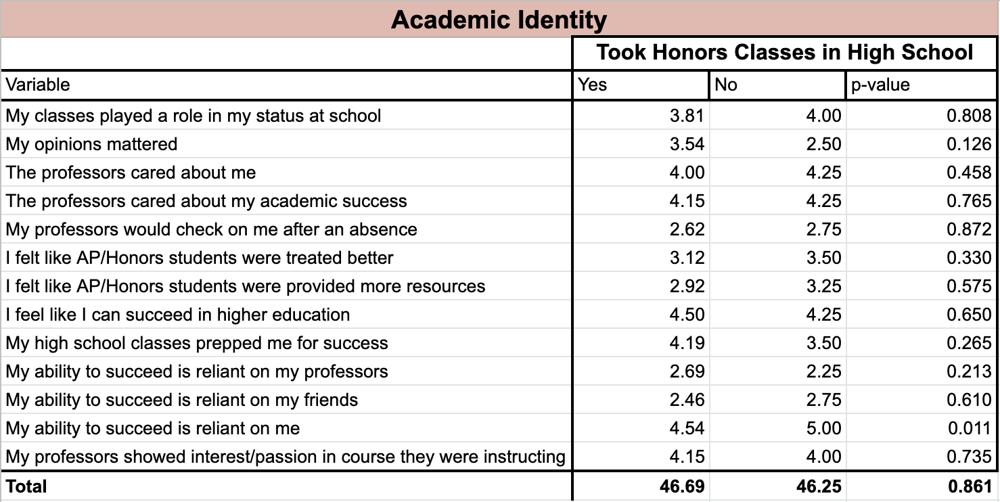 Academic Identity
Took Honors Classes in High School
Variable Yes No p-value
My classes played a role in my status at school 3.81 4.00 0.808
My opinions mattered 3.54 2.50 0.126
The professors cared about me 4.00 4.25 0.458
The professors cared about my academic success 4.15 4.25 0.765
My professors would check on me after an absence 2.62 2.75 0.872
I felt like AP/Honors students were treated better 3.12 3.50 0.330
I felt like AP/Honors students were provided more resources 2.92 3.25 0.575
I feel like I can succeed in higher education 4.50 4.25 0.650
My high school classes prepped me for success 4.19 3.50 0.265
My ability to succeed is reliant on my professors 2.69 2.25 0.213
My ability to succeed is reliant on my friends 2.46 2.75 0.610
My ability to succeed is reliant on me 4.54 5.00 0.011
My professors showed interest/passion in course they were instructing 4.15 4.00 0.735
Total 46.69 46.25 0.861